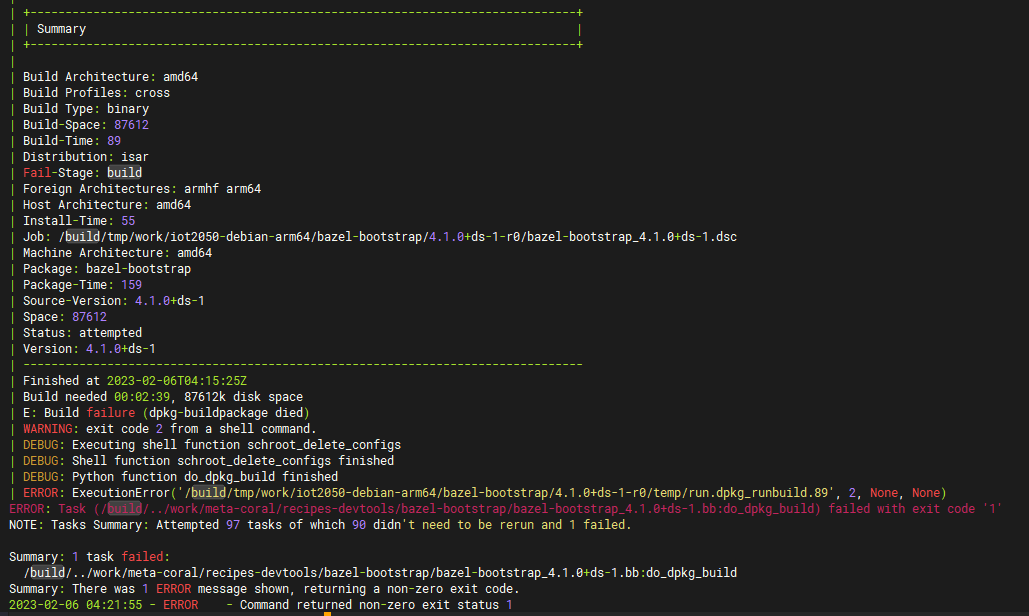 | +------------------------------------------------------------------------------+
| | Summary                                                                      |
| +------------------------------------------------------------------------------+
|
| Build Architecture: amd64
| Build Profiles: cross
| Build Type: binary
| Build-Space: 87612
| Build-Time: 89
| Distribution: isar
| Fail-Stage: build
| Foreign Architectures: armhf arm64
| Host Architecture: amd64
| Install-Time: 55
| Job: /build/tmp/work/iot2050-debian-arm64/bazel-bootstrap/4.1.0+ds-1-r0/bazel-bootstrap_4.1.0+ds-1.dsc
| Machine Architecture: amd64
| Package: bazel-bootstrap
| Package-Time: 159
| Source-Version: 4.1.0+ds-1
| Space: 87612
| Status: attempted
| Version: 4.1.0+ds-1
| --------------------------------------------------------------------------------
| Finished at 2023-02-06T04:15:25Z
| Build needed 00:02:39, 87612k disk space
| E: Build failure (dpkg-buildpackage died)
| WARNING: exit code 2 from a shell command.
| DEBUG: Executing shell function schroot_delete_configs
| DEBUG: Shell function schroot_delete_configs finished
| DEBUG: Python function do_dpkg_build finished
| ERROR: ExecutionError('/build/tmp/work/iot2050-debian-arm64/bazel-bootstrap/4.1.0+ds-1-r0/temp/run.dpkg_runbuild.89', 2, None, None)
ERROR: Task (/build/../work/meta-coral/recipes-devtools/bazel-bootstrap/bazel-bootstrap_4.1.0+ds-1.bb:do_dpkg_build) failed with exit code '1'
NOTE: Tasks Summary: Attempted 97 tasks of which 90 didn't need to be rerun and 1 failed.

Summary: 1 task failed:
  /build/../work/meta-coral/recipes-devtools/bazel-bootstrap/bazel-bootstrap_4.1.0+ds-1.bb:do_dpkg_build
Summary: There was 1 ERROR message shown, returning a non-zero exit code.
2023-02-06 04:21:55 - ERROR    - Command returned non-zero exit status 1